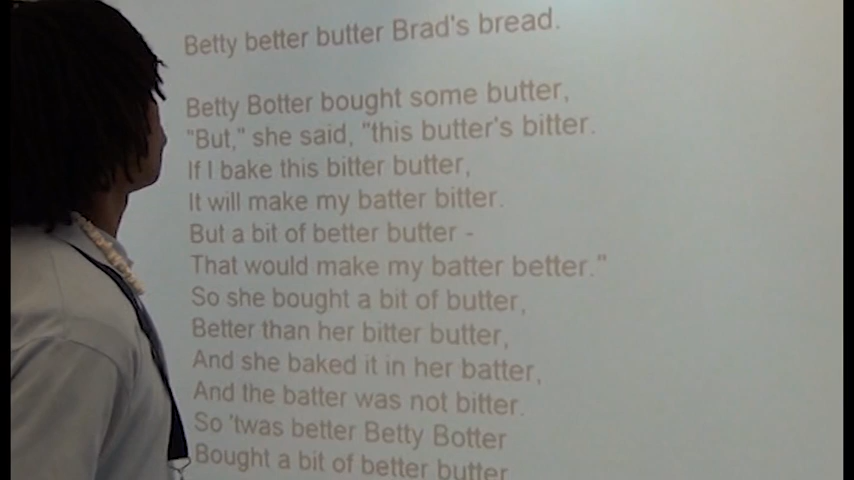 Betty better butter Brad's bread.
Betty Botter bought some butter,
"But," she said, "this butter's bitter.
If I bake this bitter butter,
It will make my batter bitter.
But a bit of better butter -
That would make my batter better."
So she bought a bit of butter,
Better than her bitter butter,
And she baked it in her batter,
And the batter was not bitter.
So 'twas better Betty Botter
Bought a bit of better butter